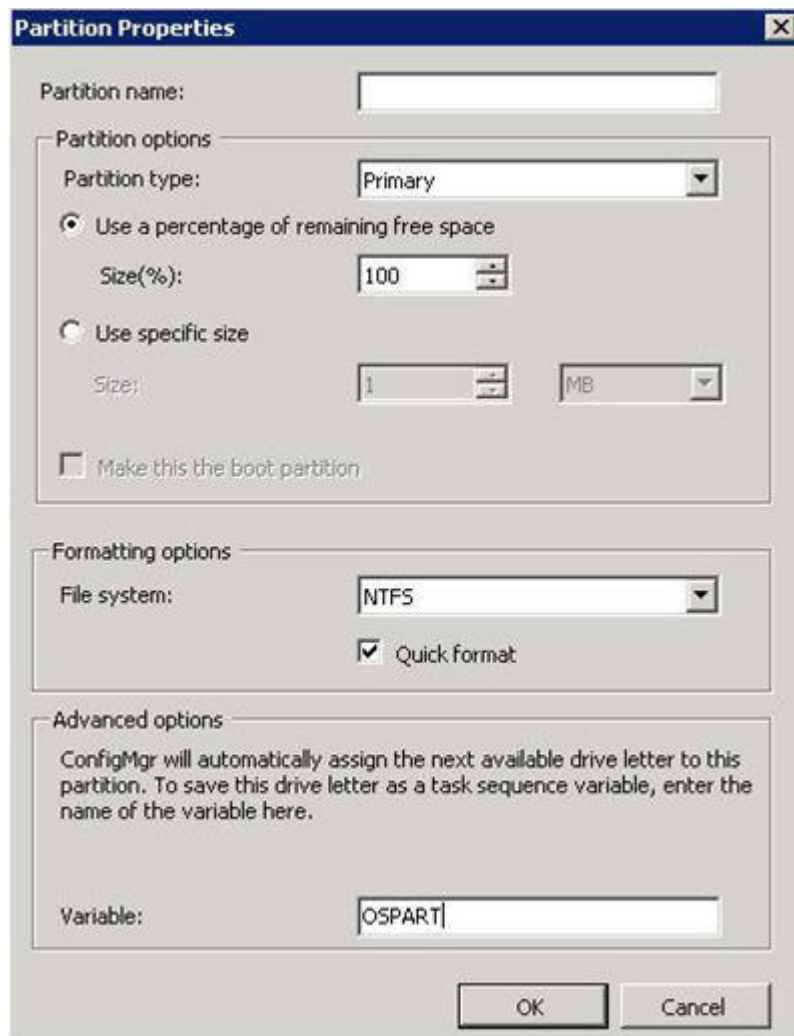 Partition Properties
Partition name:
Partition options
Partition type: Primary
Use a percentage of remaining free space
Size(%): 100
Use specific size
Size: 1 MB
Make this the boot partition
Formatting options
File system: NTFS
Quick format
Advanced options
ConfigMgr will automatically assign the next available drive letter to this
partition. To save this drive letter as a task sequence variable, enter the
name of the variable here.
Variable: OSPART
OK Cancel